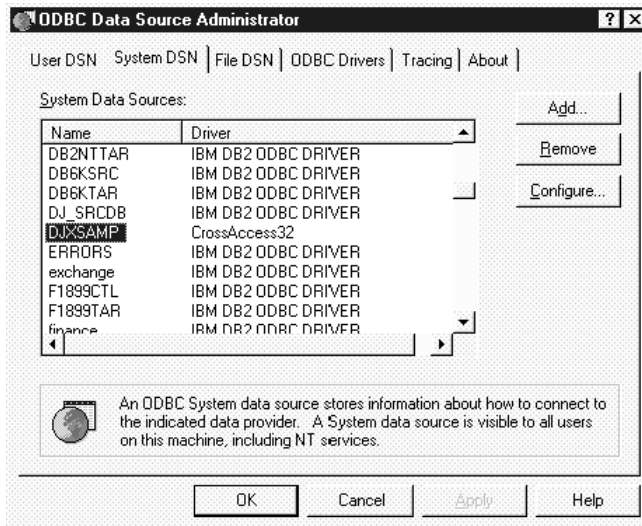 ODBC Data Source Administrator
User DSN System DSN File DSN ODBC Drivers Tracing About
System Data Sources:
Add...
Name Driver
DB2NTTAR IBM DB2 ODBC DRIVER
Remove
DB6KSRC IBM DB2 ODBC DRIVER
DB6KTAR IBM DB2 ODBC DRIVER
Configure...
DJ_SRCDB IBM DB2 ODBC DRIVER
DJXSAMP CrossAccess32
ERRORS IBM DB2 ODBC DRIVER
exchange IBM DB2 ODBC DRIVER
F1899CTL IBM DB2 ODBC DRIVER
F1899TAR IBM DB2 ODBC DRIVER
finance IBM DB2 ODBC DRIVER
An ODBC System data source stores information about how to connect to
the indicated data provider. A System data source is visible to all users
on this machine, including NT services.
OK Cancel Apply Help